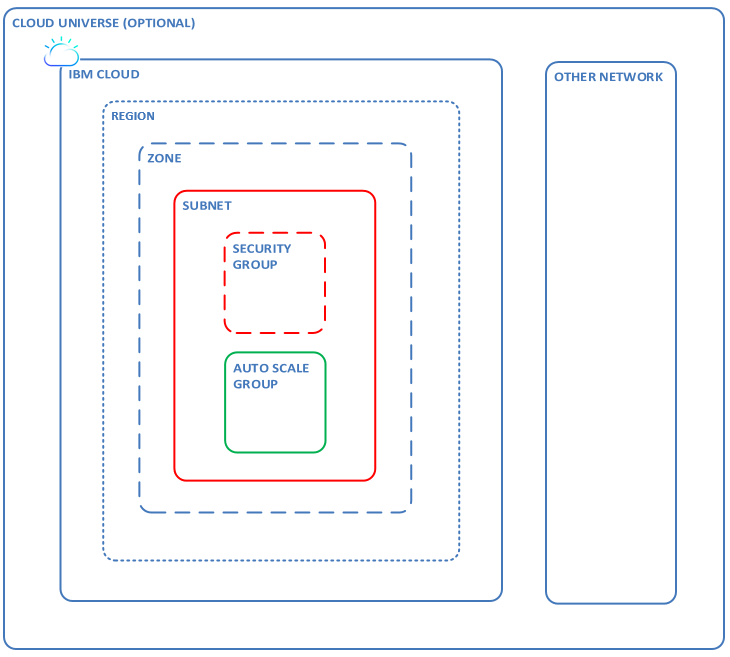 CLOUD UNIVERSE (OPTIONAL)
IBM CLOUD
OTHER NETWORK
REGION
ZONE
SUBNET
SECURITY
GROUP
AUTO SCALE
GROUP